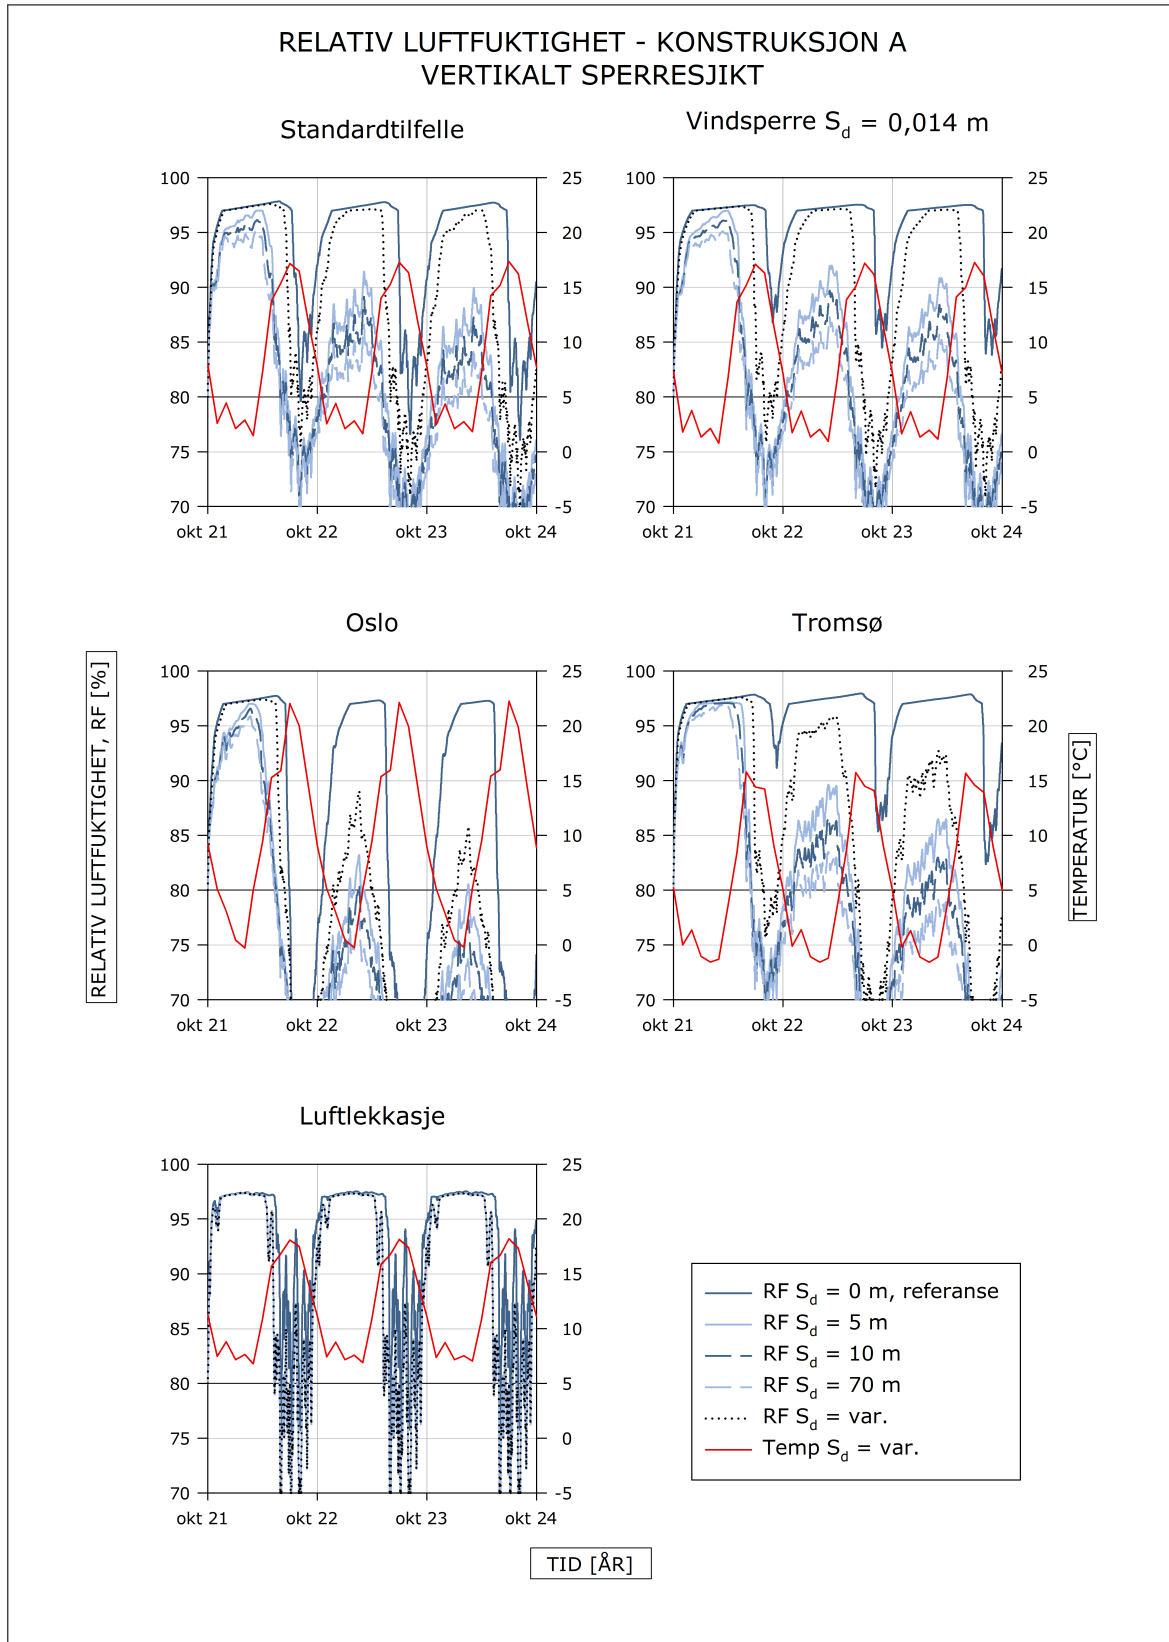 RELATIV LUFTFUKTIGHET - KONSTRUKSJON A
VERTIKALT SPERRESJIKT
Standardtilfelle
100
95
90
85
80
75
70
25
20
15
10
5
0
-5
okt 21
okt 22
okt 23
okt 24
Vindsperre S_d = 0,014 m
100
95
90
85
80
75
70
25
20
15
10
5
0
-5
okt 21
okt 22
okt 23
okt 24
RELATIV LUFTFUKTIGHET, RF [%]
Oslo
100
95
90
85
80
75
70
25
20
15
10
5
0
-5
okt 21
okt 22
okt 23
okt 24
Tromsø
100
95
90
85
80
75
70
25
20
15
10
5
0
-5
okt 21
okt 22
okt 23
okt 24
TEMPERATUR [°C]
Luftlekkasje
100
95
90
85
80
75
70
25
20
15
10
5
0
-5
okt 21
okt 22
okt 23
okt 24
RF S_d = 0 m, referanse
RF S_d = 5 m
RF S_d = 10 m
RF S_d = 70 m
RF S_d = var.
Temp S_d = var.
TID [ÅR]